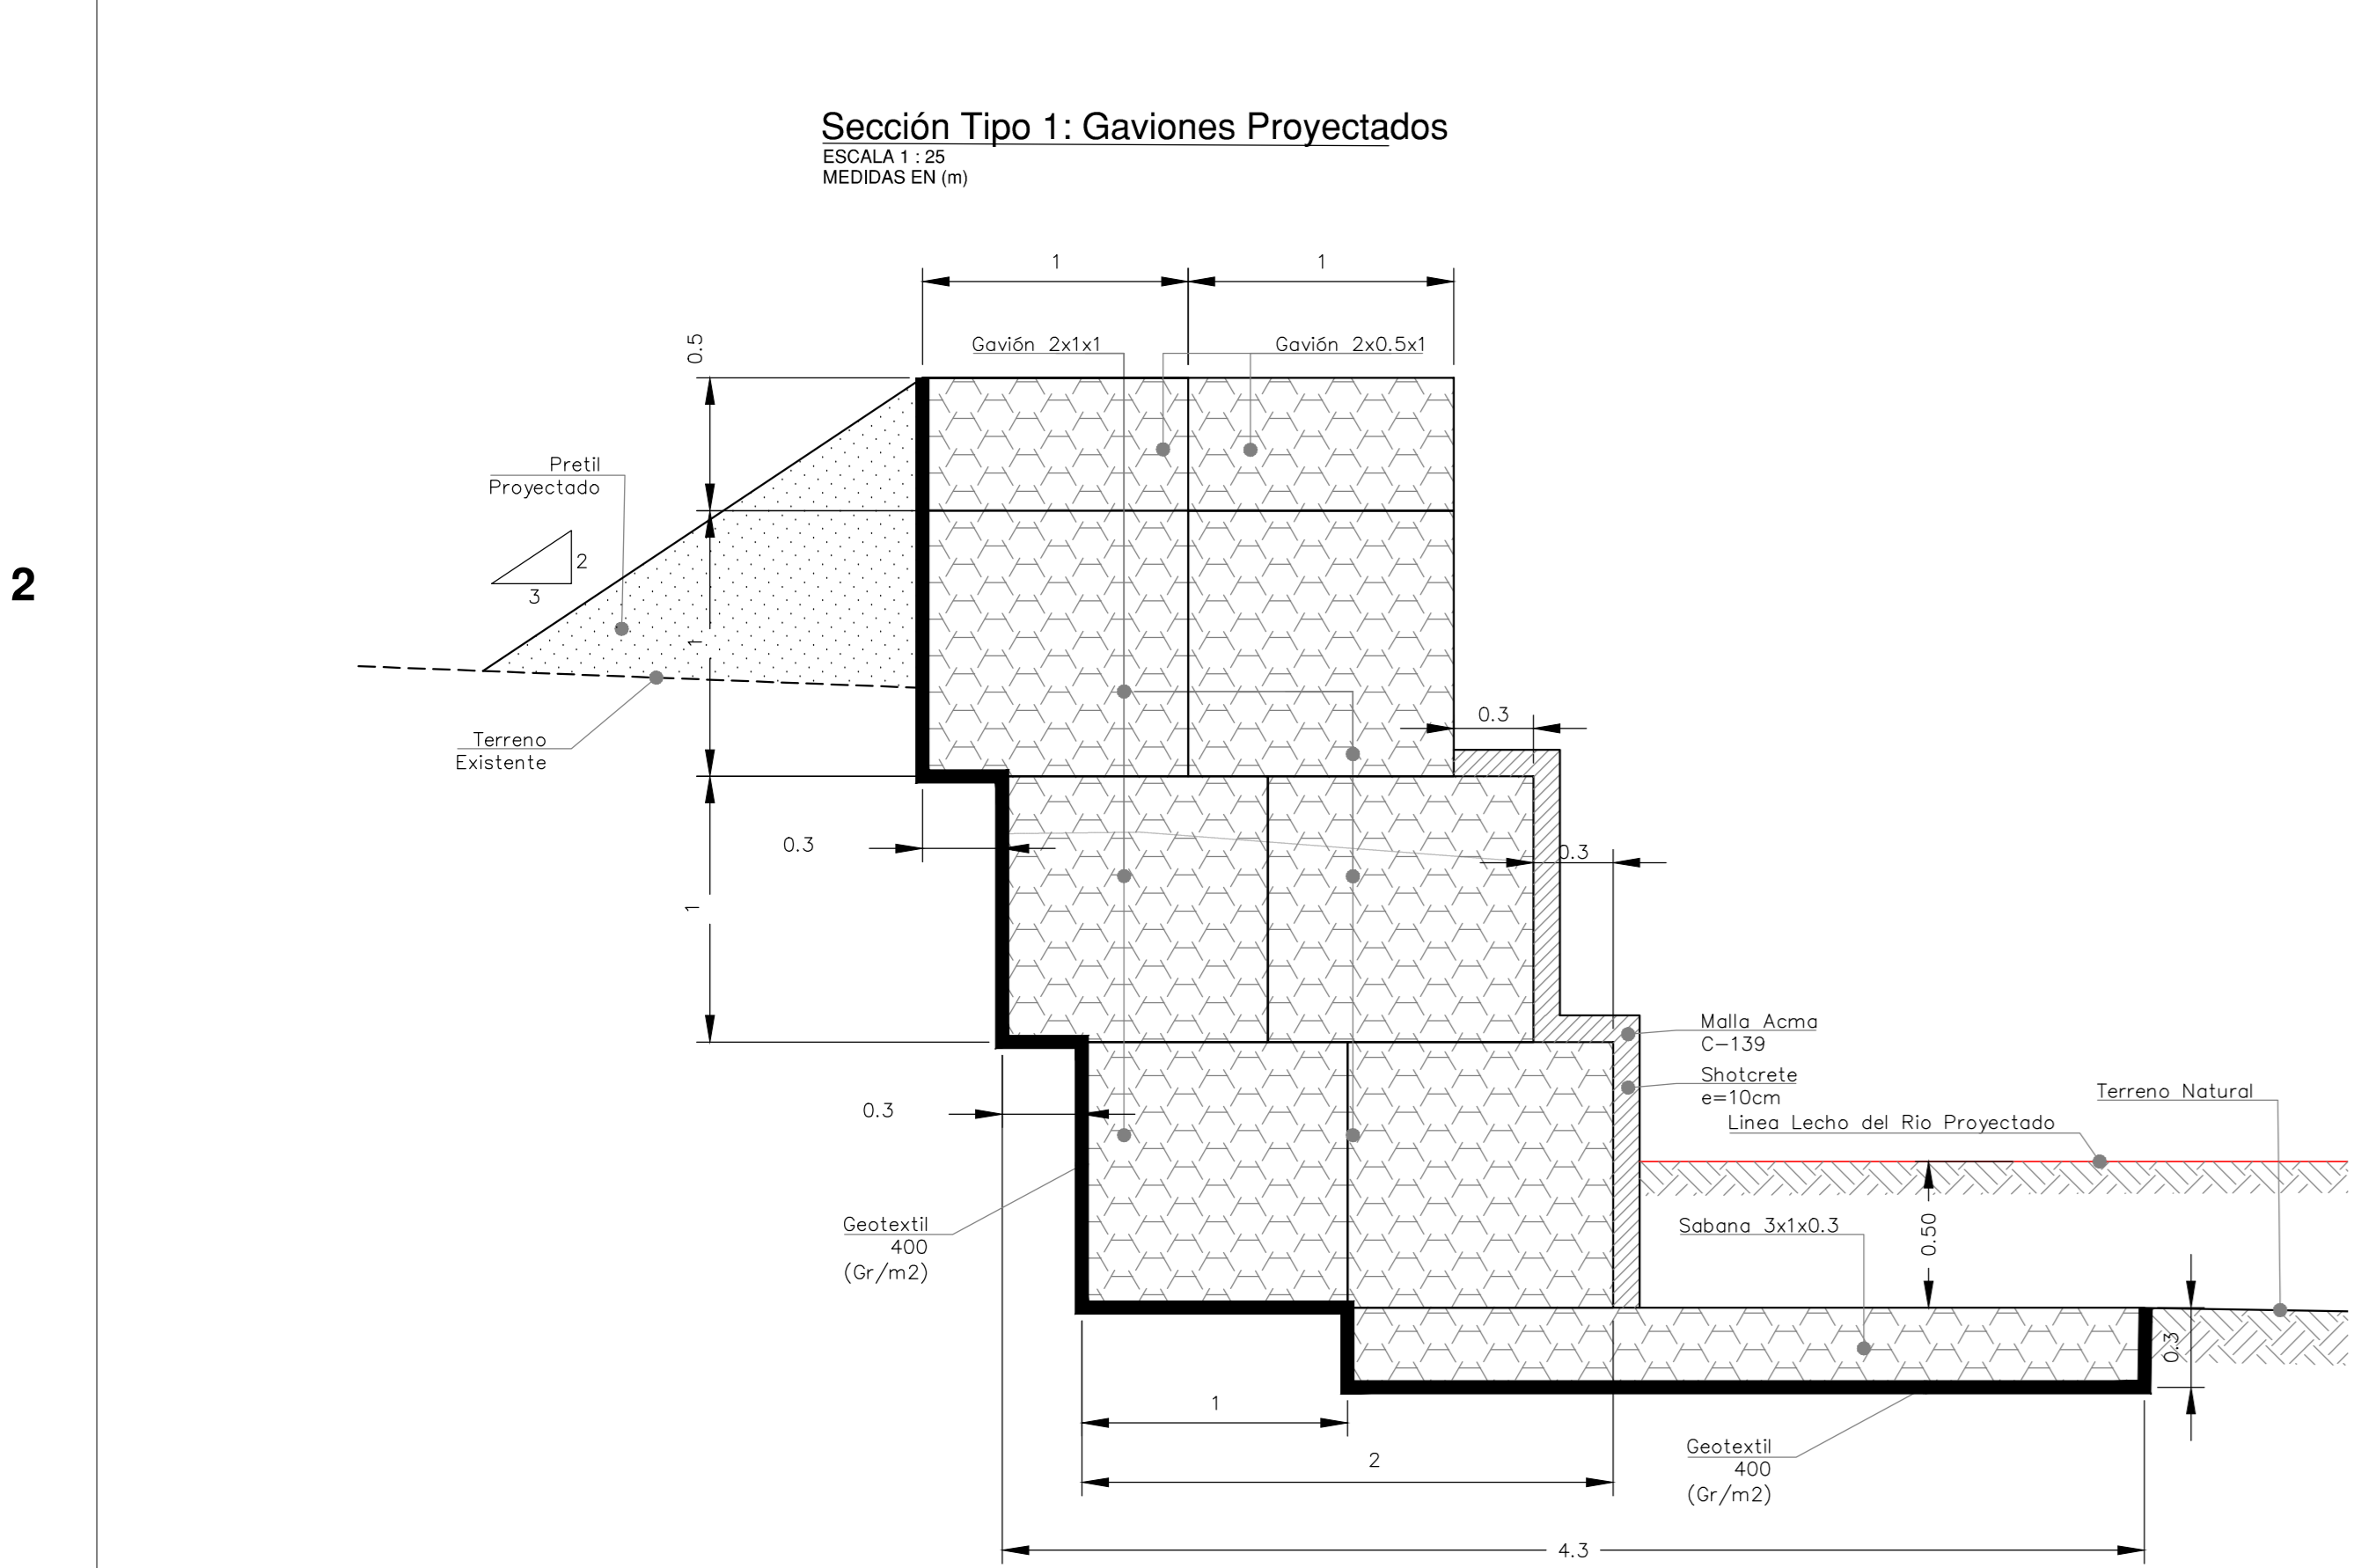 Sección Tipo 1: Gaviones Proyectados
ESCALA 1 : 25
MEDIDAS EN (m)
1
1
0.5
Gavión 2x1x1
Gavión 2x0.5x1
Pretil
Proyectado
2
3
2
1
Terreno
Existente
0.3
0.3
0.3
1
Malla Acma
C-139
Shotcrete
e=10cm
Terreno Natural
Linea Lecho del Rio Proyectado
0.3
Geotextil
400
(Gr/m2)
Sabana 3x1x0.3
0.50
0.3
1
2
Geotextil
400
(Gr/m2)
4.3